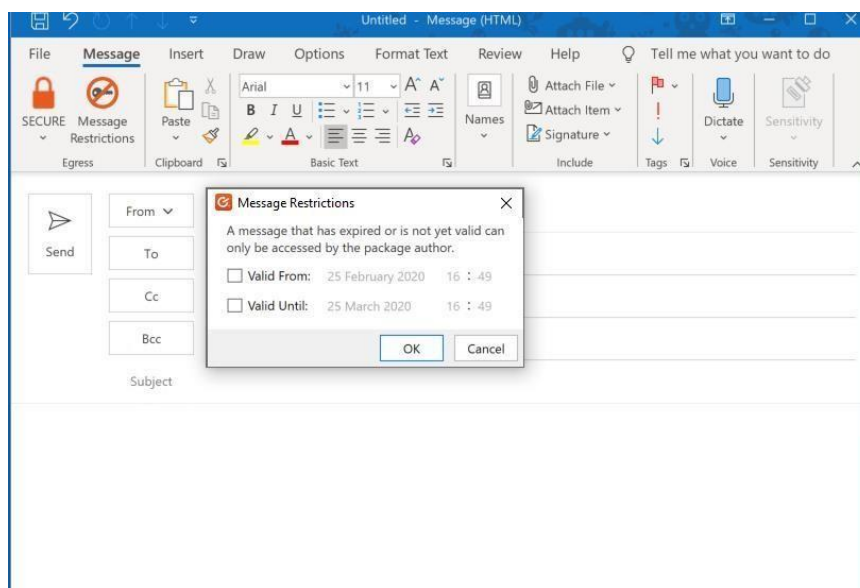 Untitled - Message (HTML)
File Message Insert Draw Options Format Text Review Help Tell me what you want to do
Arial 11 A A
SECURE Message Restrictions
Paste
B I U
A A
Names
Attach File
Attach Item
Signature
Dictate
Sensitivity
Egress Clipboard Basic Text Include Tags Voice Sensitivity
Send
From
To
Cc
Bcc
Subject
Message Restrictions
A message that has expired or is not yet valid can
only be accessed by the package author.
Valid From: 25 February 2020 16 : 49
Valid Until: 25 March 2020 16 : 49
OK Cancel